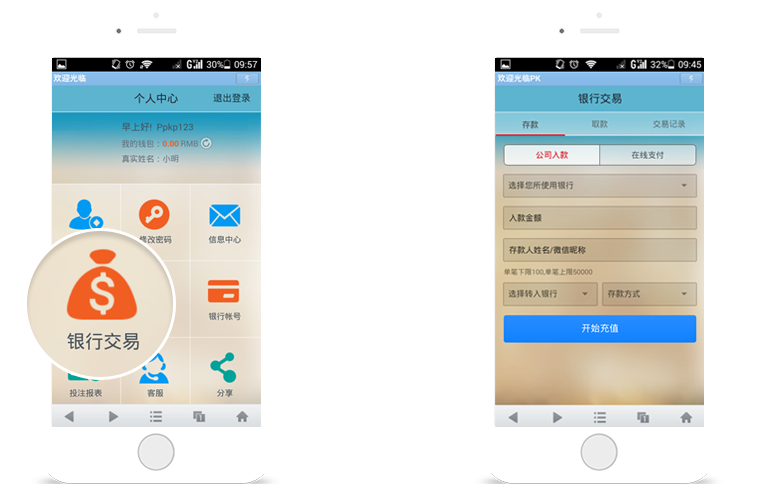 30% 09:57
欢迎光临
个人中心
退出登录
早上好! Ppkp123
我的钱包：0.00 RMB
真实姓名：小明
修改密码
信息中心
银行交易
银行帐号
投注报表
客服
分享
32% 09:45
欢迎光临PK
银行交易
存款
取款
交易记录
公司入款
在线支付
选择您所使用银行
入款金额
存款人姓名/微信昵称
单笔下限100,单笔上限50000
选择转入银行
存款方式
开始充值